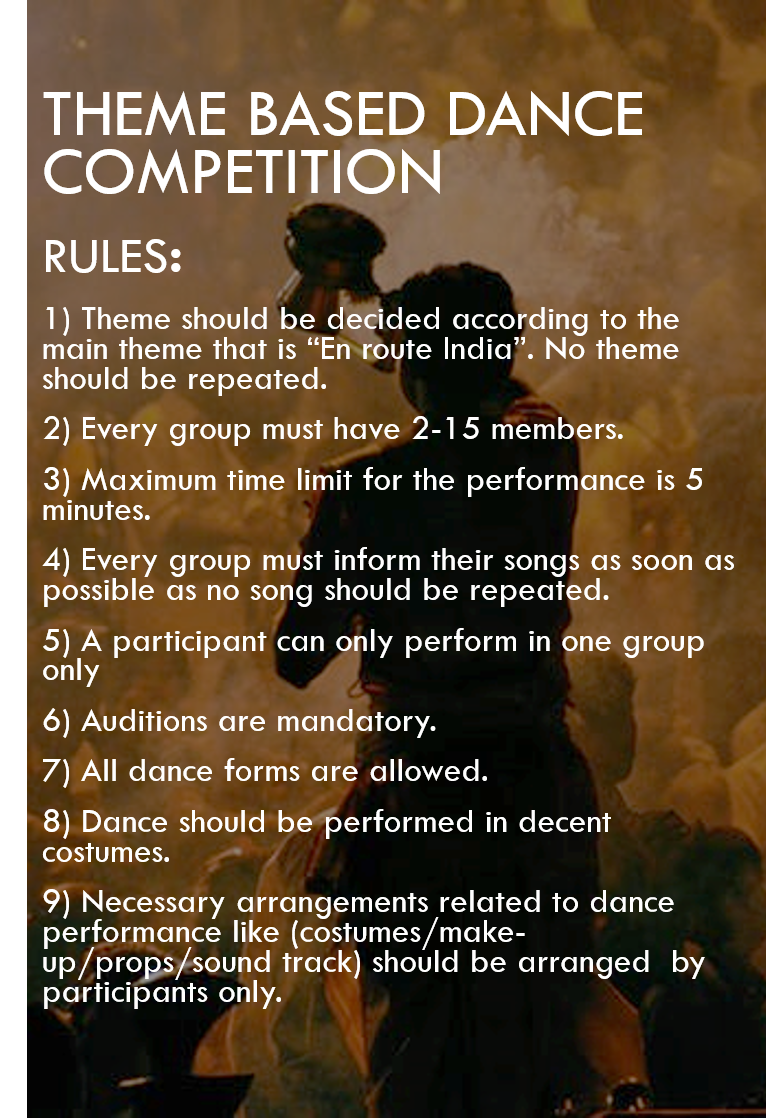 THEME BASED DANCE
COMPETITION
RULES:
1) Theme should be decided according to the
main theme that is “En route India”. No theme
should be repeated.
2) Every group must have 2-15 members.
3) Maximum time limit for the performance is 5
minutes.
4) Every group must inform their songs as soon as
possible as no song should be repeated.
5) A participant can only perform in one group
only
6) Auditions are mandatory.
7) All dance forms are allowed.
8) Dance should be performed in decent
costumes.
9) Necessary arrangements related to dance
performance like (costumes/make-
up/props/sound track) should be arranged  by
participants only.